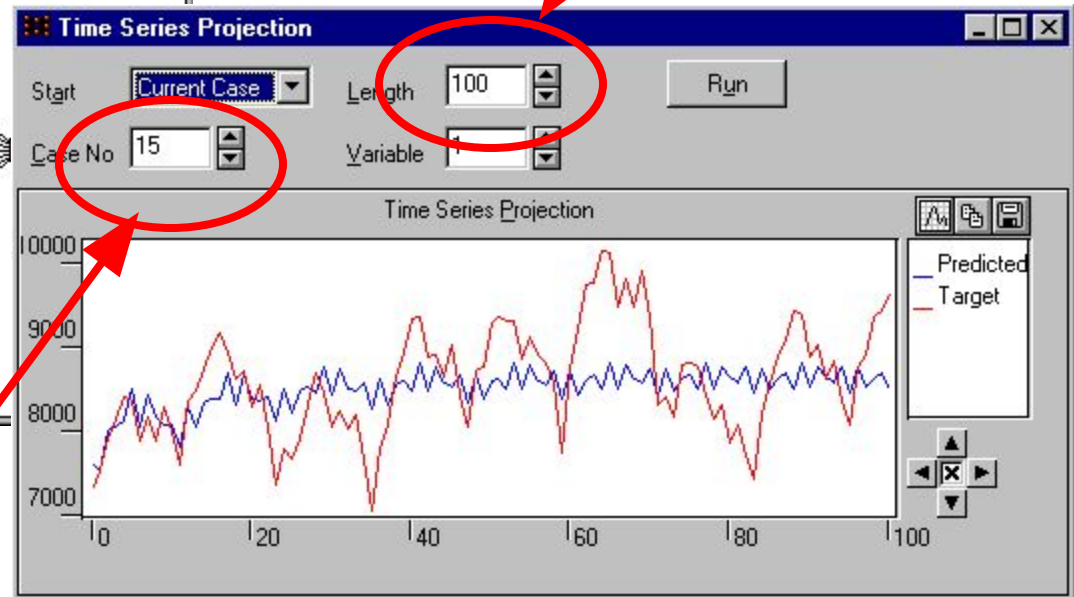 Time Series Projection
Start Current Case Length 100 Run
Case No 15 Variable 1
Time Series Projection
10000
9000
8000
7000
0 20 40 60 80 100
Predicted
Target